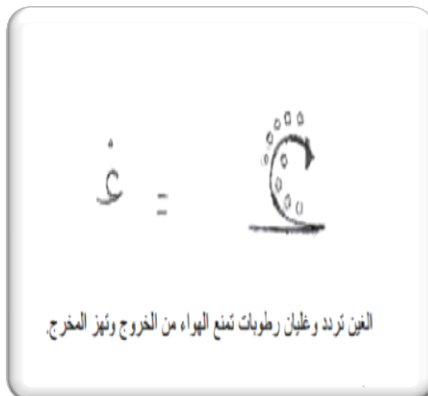 غ =
الغين تردد وغليان رطوبات تمنع الهواء من الخروج وتهز المخرج.